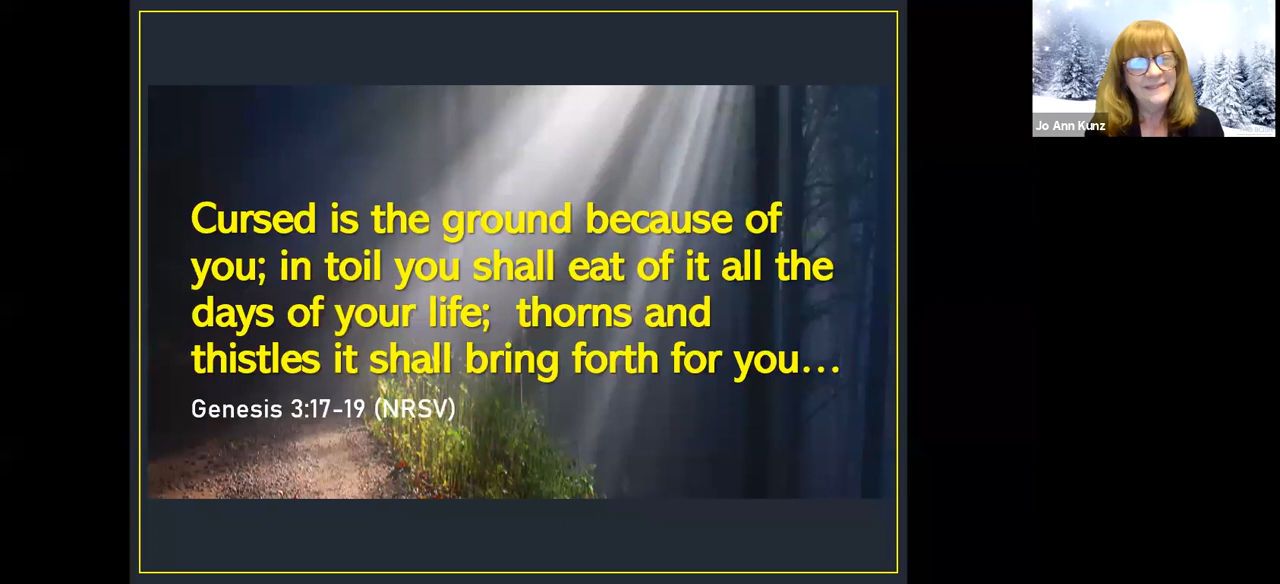 Cursed is the ground because of
you; in toil you shall eat of it all the
days of your life;  thorns and
thistles it shall bring forth for you...
Genesis 3:17-19 (NRSV)
Jo Ann Kunz